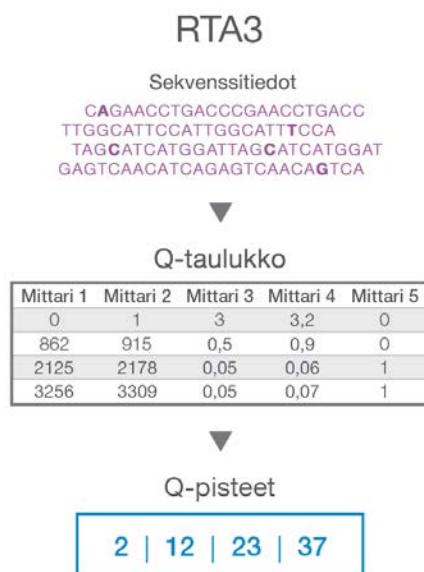 RTA3
Sekvenssitiedot
CAGAACCTGACCCGAACCTGACC
TTGGCATTCCATTGGCATTTCCA
TAGCATCATGGATTAGCATCATGGAT
GAGTCAACATCAGAGTCAACAGTCA
Q-taulukko
Mittari 1 Mittari 2 Mittari 3 Mittari 4 Mittari 5
0 1 3 3,2 0
862 915 0,5 0,9 0
2125 2178 0,05 0,06 1
3256 3309 0,05 0,07 1
Q-pisteet
2 | 12 | 23 | 37